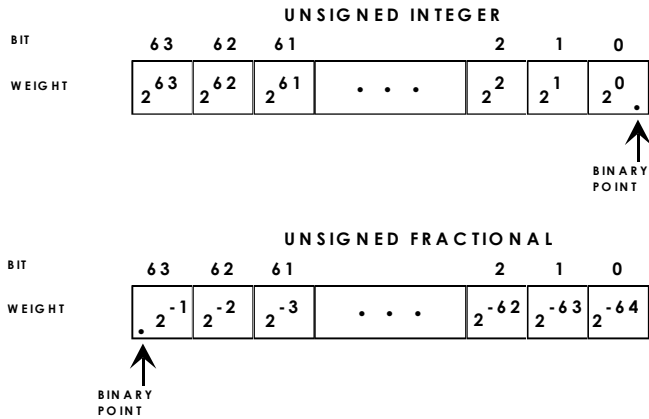 UNSIGNED INTEGER
BIT 63 62 61 2 1 0
WEIGHT 2^63 2^62 2^61 . . . 2^2 2^1 2^0 .
BINARY
POINT
UNSIGNED FRACTIONAL
BIT 63 62 61 2 1 0
WEIGHT . 2^-1 2^-2 2^-3 . . . 2^-62 2^-63 2^-64
BINARY
POINT